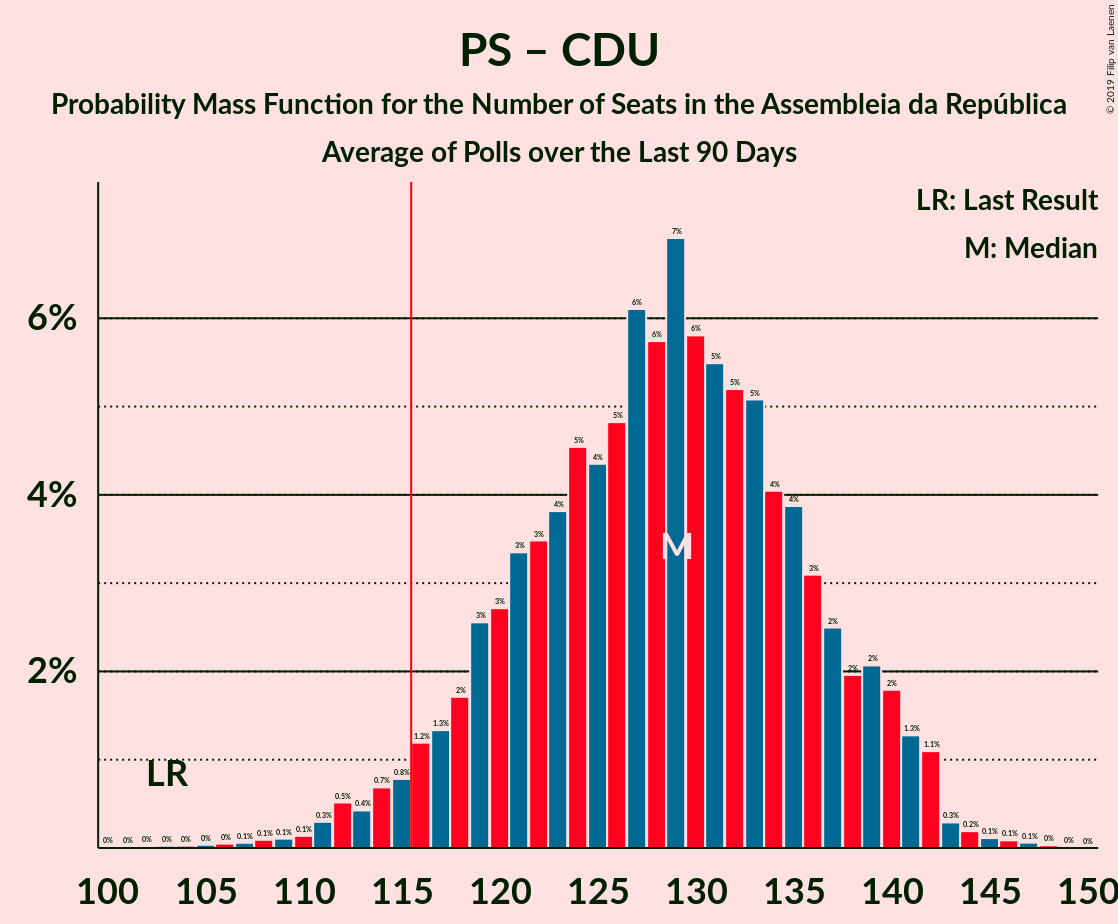 PS – CDU
Probability Mass Function for the Number of Seats in the Assembleia da República
Average of Polls over the Last 90 Days
© 2019 Filip van Laenen
LR: Last Result
M: Median
6%
4%
2%
LR
M
0% 0% 0% 0% 0% 0% 0% 0.1% 0.1% 0.1% 0.1% 0.3% 0.5% 0.4% 0.7% 0.8% 1.2% 1.3% 2% 3% 3% 3% 3% 4% 5% 4% 5% 6% 6% 7% 6% 5% 5% 5% 4% 4% 3% 2% 2% 2% 2% 1.3% 1.1% 0.3% 0.2% 0.1% 0.1% 0.1% 0% 0% 0%
100 105 110 115 120 125 130 135 140 145 150